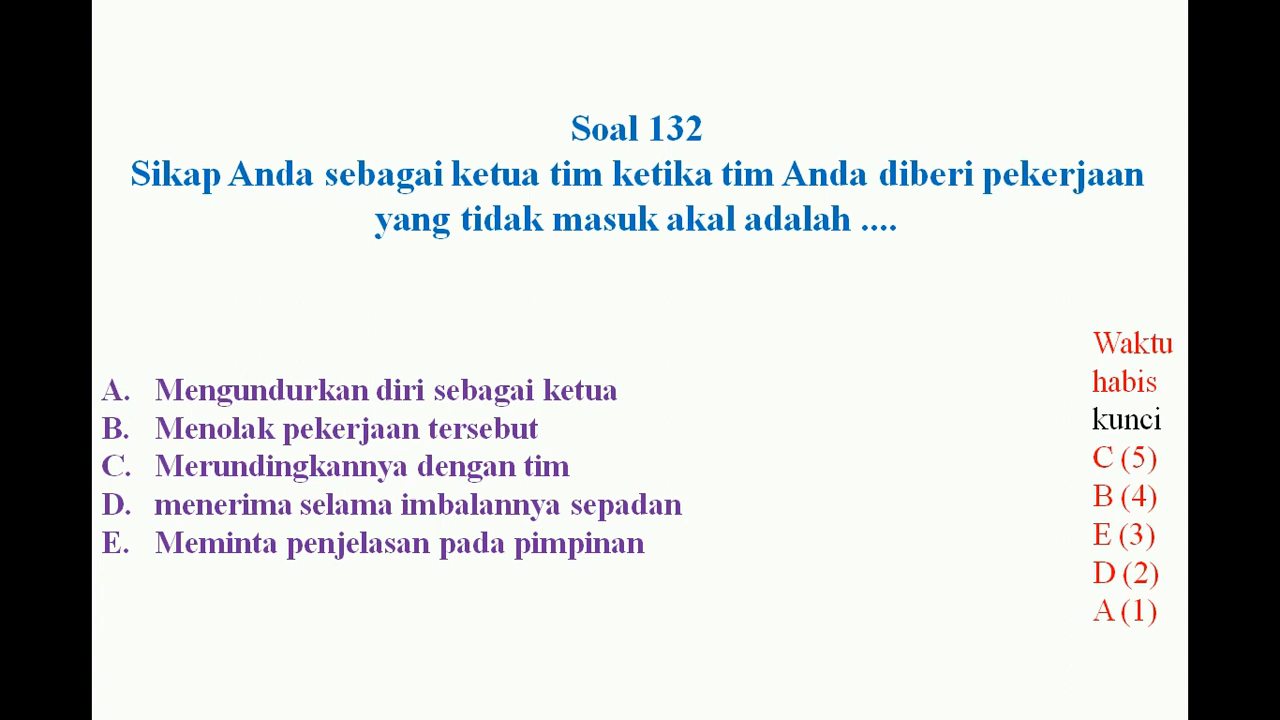 Soal 132
Sikap Anda sebagai ketua tim ketika tim Anda diberi pekerjaan
yang tidak masuk akal adalah ....
A. Mengundurkan diri sebagai ketua
B. Menolak pekerjaan tersebut
C. Merundingkannya dengan tim
D. menerima selama imbalannya sepadan
E. Meminta penjelasan pada pimpinan
Waktu
habis
kunci
C (5)
B (4)
E (3)
D (2)
A (1)